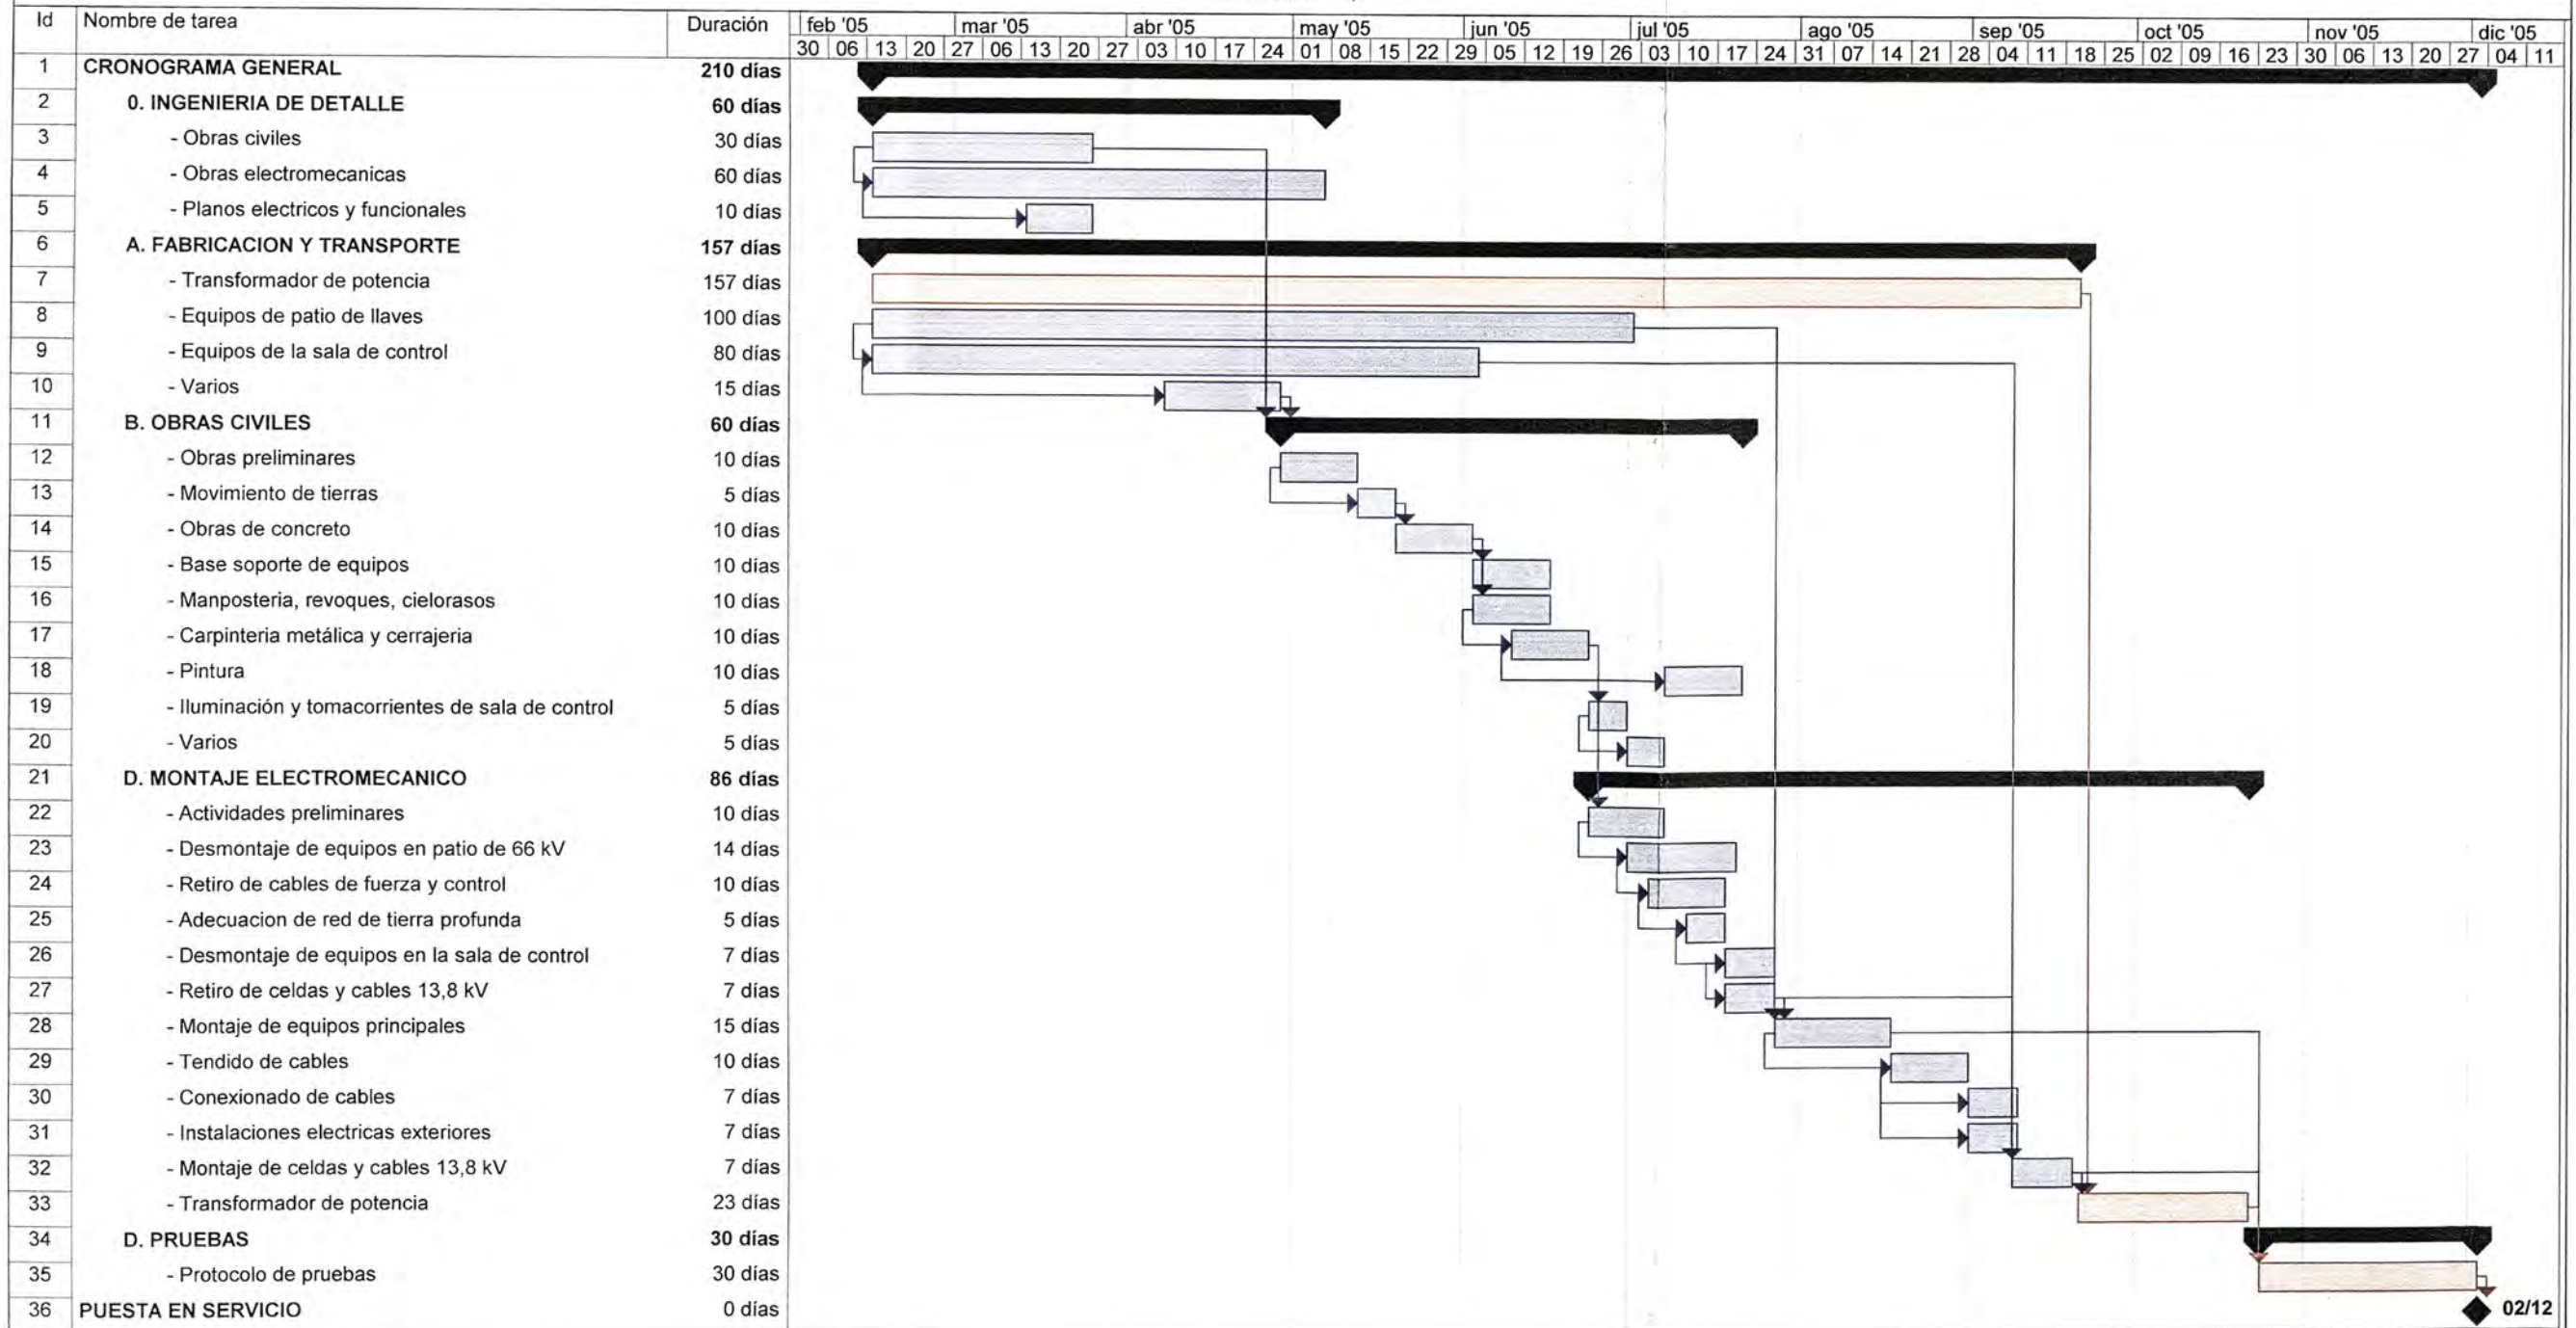 Id Nombre de tarea Duración feb '05 mar '05 abr '05 may '05 jun '05 jul '05 ago '05 sep '05 oct '05 nov '05 dic '05
30 06 13 20 27 06 13 20 27 03 10 17 24 01 08 15 22 29 05 12 19 26 03 10 17 24 31 07 14 21 28 04 11 18 25 02 09 16 23 30 06 13 20 27 04 11
1 CRONOGRAMA GENERAL 210 días
2 0. INGENIERIA DE DETALLE 60 días
3 - Obras civiles 30 días
4 - Obras electromecanicas 60 días
5 - Planos electricos y funcionales 10 días
6 A. FABRICACION Y TRANSPORTE 157 días
7 - Transformador de potencia 157 días
8 - Equipos de patio de llaves 100 días
9 - Equipos de la sala de control 80 días
10 - Varios 15 días
11 B. OBRAS CIVILES 60 días
12 - Obras preliminares 10 días
13 - Movimiento de tierras 5 días
14 - Obras de concreto 10 días
15 - Base soporte de equipos 10 días
16 - Manposteria, revoques, cielorasos 10 días
17 - Carpinteria metálica y cerrajeria 10 días
18 - Pintura 10 días
19 - Iluminación y tomacorrientes de sala de control 5 días
20 - Varios 5 días
21 D. MONTAJE ELECTROMECANICO 86 días
22 - Actividades preliminares 10 días
23 - Desmontaje de equipos en patio de 66 kV 14 días
24 - Retiro de cables de fuerza y control 10 días
25 - Adecuacion de red de tierra profunda 5 días
26 - Desmontaje de equipos en la sala de control 7 días
27 - Retiro de celdas y cables 13,8 kV 7 días
28 - Montaje de equipos principales 15 días
29 - Tendido de cables 10 días
30 - Conexionado de cables 7 días
31 - Instalaciones electricas exteriores 7 días
32 - Montaje de celdas y cables 13,8 kV 7 días
33 - Transformador de potencia 23 días
34 D. PRUEBAS 30 días
35 - Protocolo de pruebas 30 días
36 PUESTA EN SERVICIO 0 días 02/12